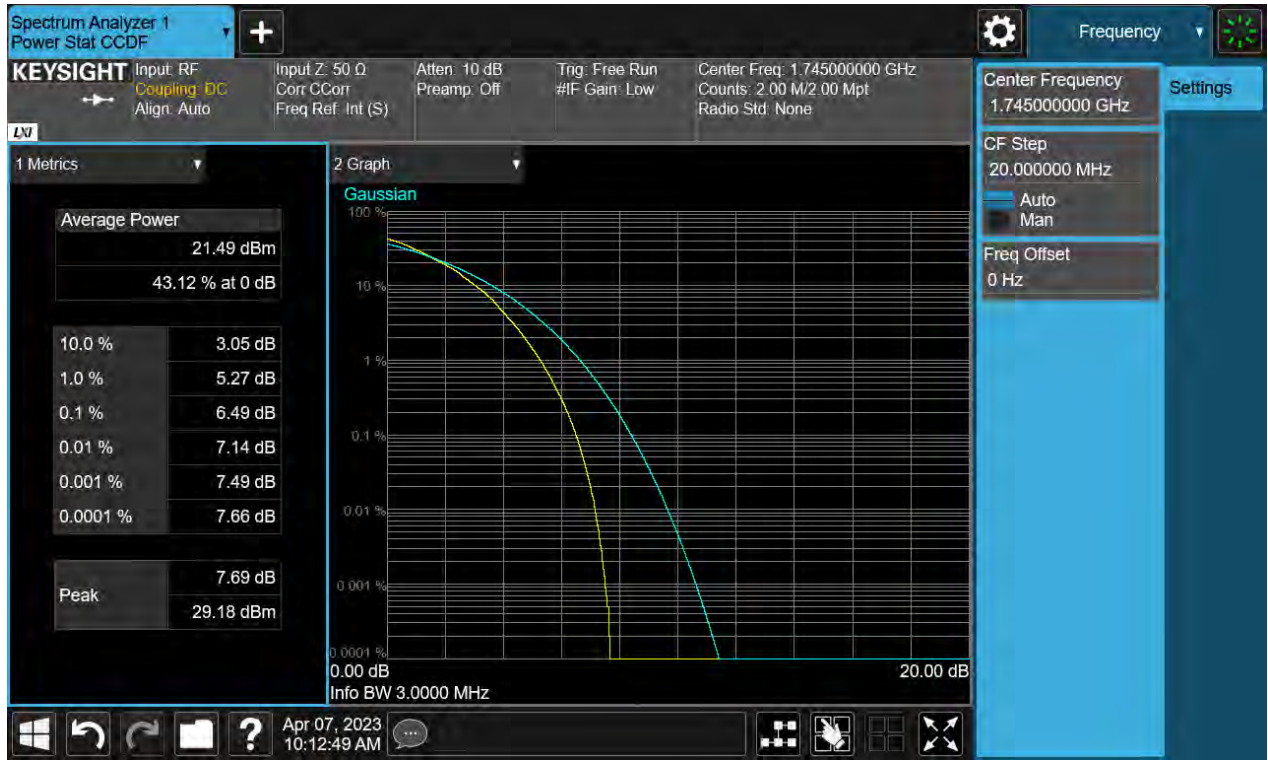 Spectrum Analyzer 1
Power Stat CCDF
Frequency
KEYSIGHT
Input: RF
Coupling: DC
Align: Auto
Input Z: 50 Ω
Corr CCorr
Freq Ref: Int (S)
Atten: 10 dB
Preamp: Off
Trig: Free Run
#IF Gain: Low
Center Freq: 1.745000000 GHz
Counts: 2.00 M/2.00 Mpt
Radio Std: None
LXI
Center Frequency
1.745000000 GHz
Settings
CF Step
20.000000 MHz
Auto
Man
Freq Offset
0 Hz
1 Metrics
Average Power
21.49 dBm
43.12 % at 0 dB
10.0 % 3.05 dB
1.0 % 5.27 dB
0.1 % 6.49 dB
0.01 % 7.14 dB
0.001 % 7.49 dB
0.0001 % 7.66 dB
Peak
7.69 dB
29.18 dBm
2 Graph
Gaussian
100 %
10 %
1 %
0.1 %
0.01 %
0.001 %
0.0001 %
0.00 dB 20.00 dB
Info BW 3.0000 MHz
?
Apr 07, 2023
10:12:49 AM